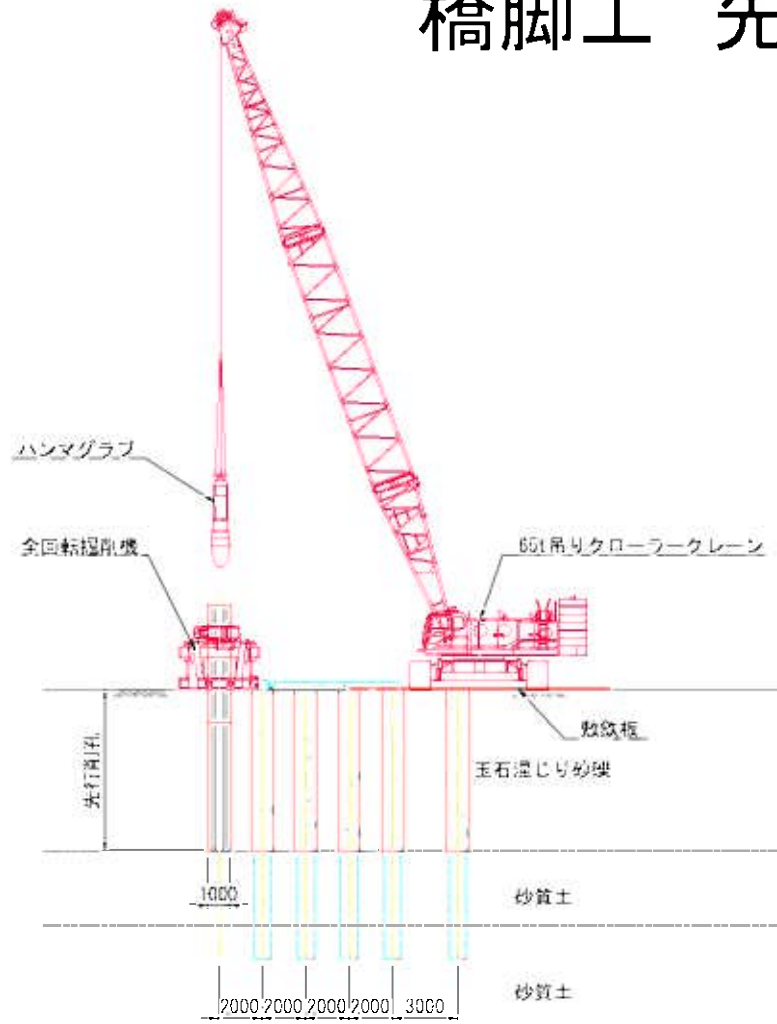 橋脚工 先
ハンマグラブ
全回転掘削機
65t吊りクローラークレーン
敷鉄板
先行削孔
玉石混じり砂礫
1000
砂質土
砂質土
2000 2000 2000 2000 3000